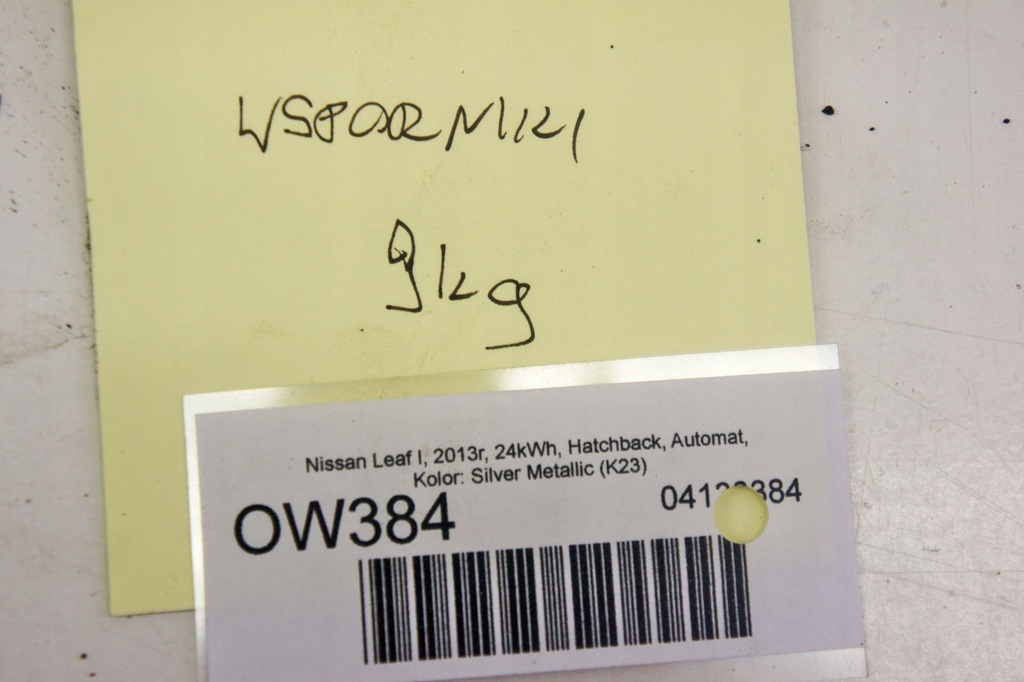 WSPORNIKI
9kg
Nissan Leaf I, 2013r, 24kWh, Hatchback, Automat,
Kolor: Silver Metallic (K23)
OW384